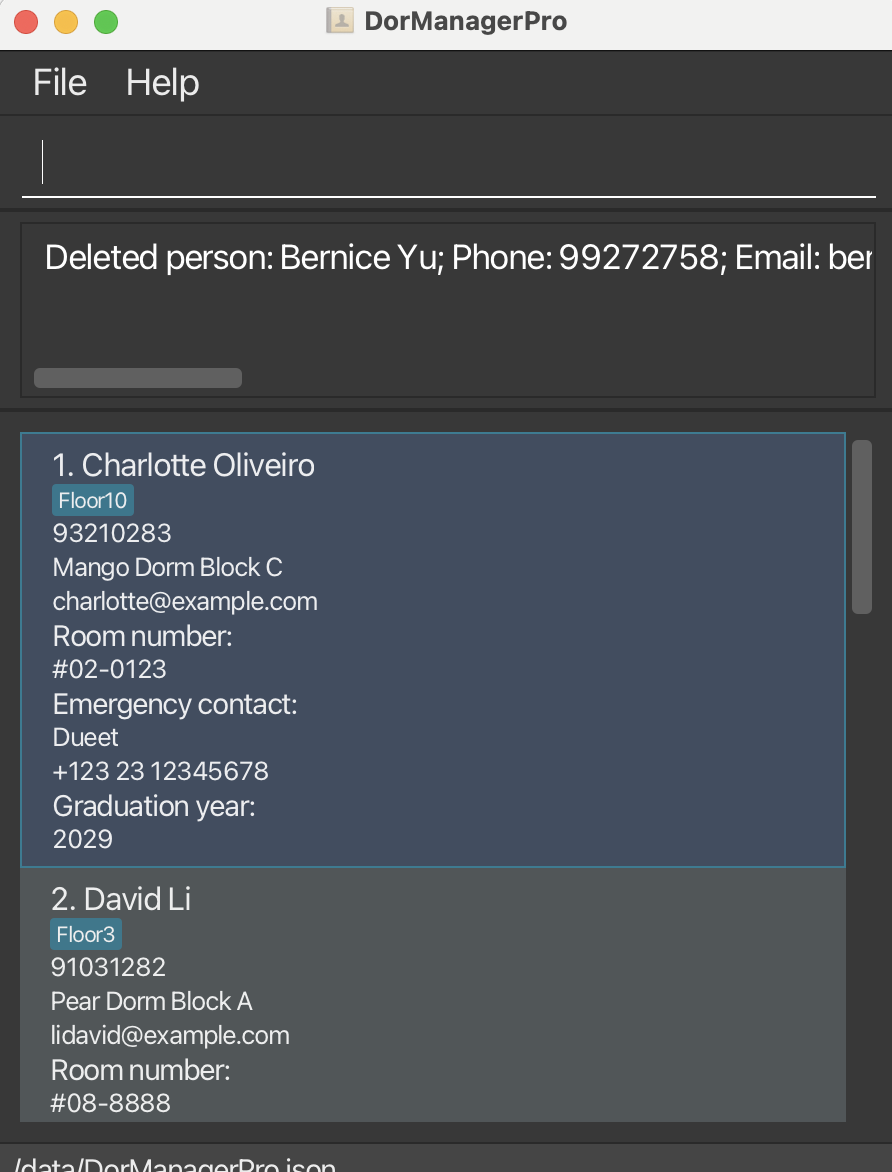 DorManagerPro
File Help
Deleted person: Bernice Yu; Phone: 99272758; Email: ber
1. Charlotte Oliveiro
Floor10
93210283
Mango Dorm Block C
charlotte@example.com
Room number:
#02-0123
Emergency contact:
Dueet
+123 23 12345678
Graduation year:
2029
2. David Li
Floor3
91031282
Pear Dorm Block A
lidavid@example.com
Room number:
#08-8888
/data/DorManagerPro.json